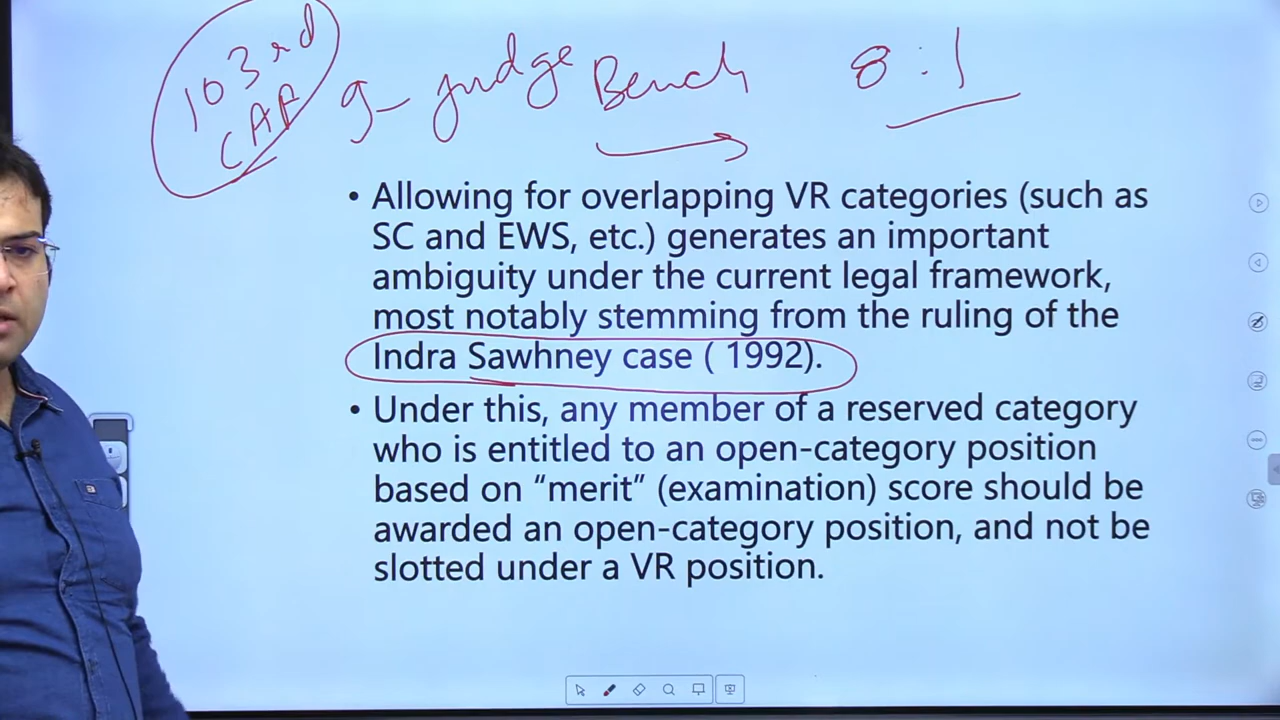 103rd
CAA
9- judge Bench 8:1
• Allowing for overlapping VR categories (such as
SC and EWS, etc.) generates an important
ambiguity under the current legal framework,
most notably stemming from the ruling of the
Indra Sawhney case ( 1992).
• Under this, any member of a reserved category
who is entitled to an open-category position
based on “merit” (examination) score should be
awarded an open-category position, and not be
slotted under a VR position.